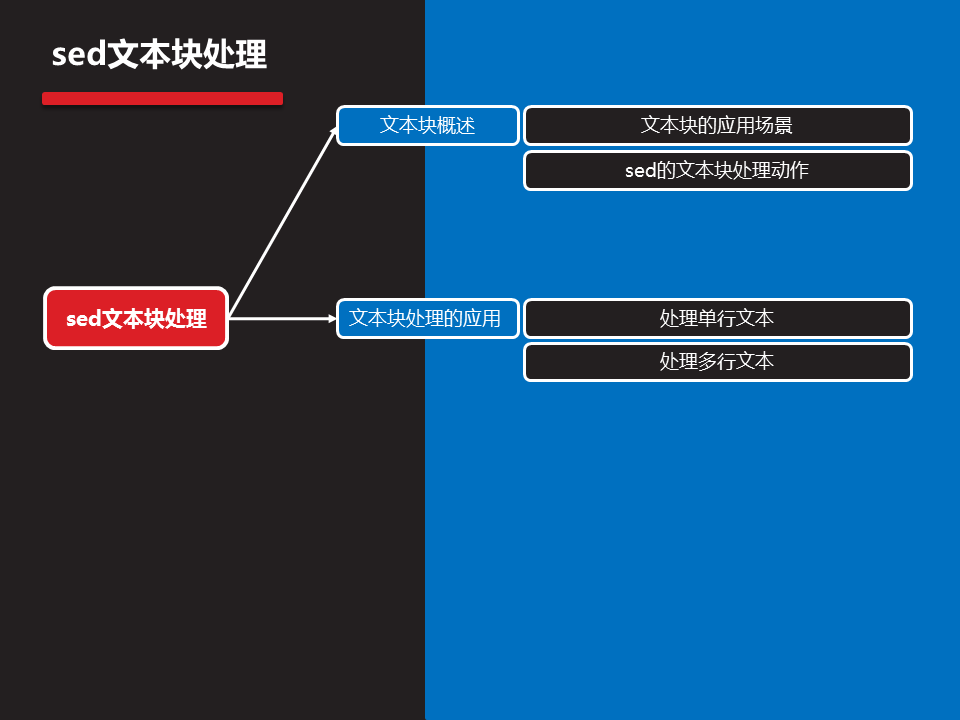 sed文本块处理
文本块概述
文本块的应用场景
sed的文本块处理动作
sed文本块处理
文本块处理的应用
处理单行文本
处理多行文本